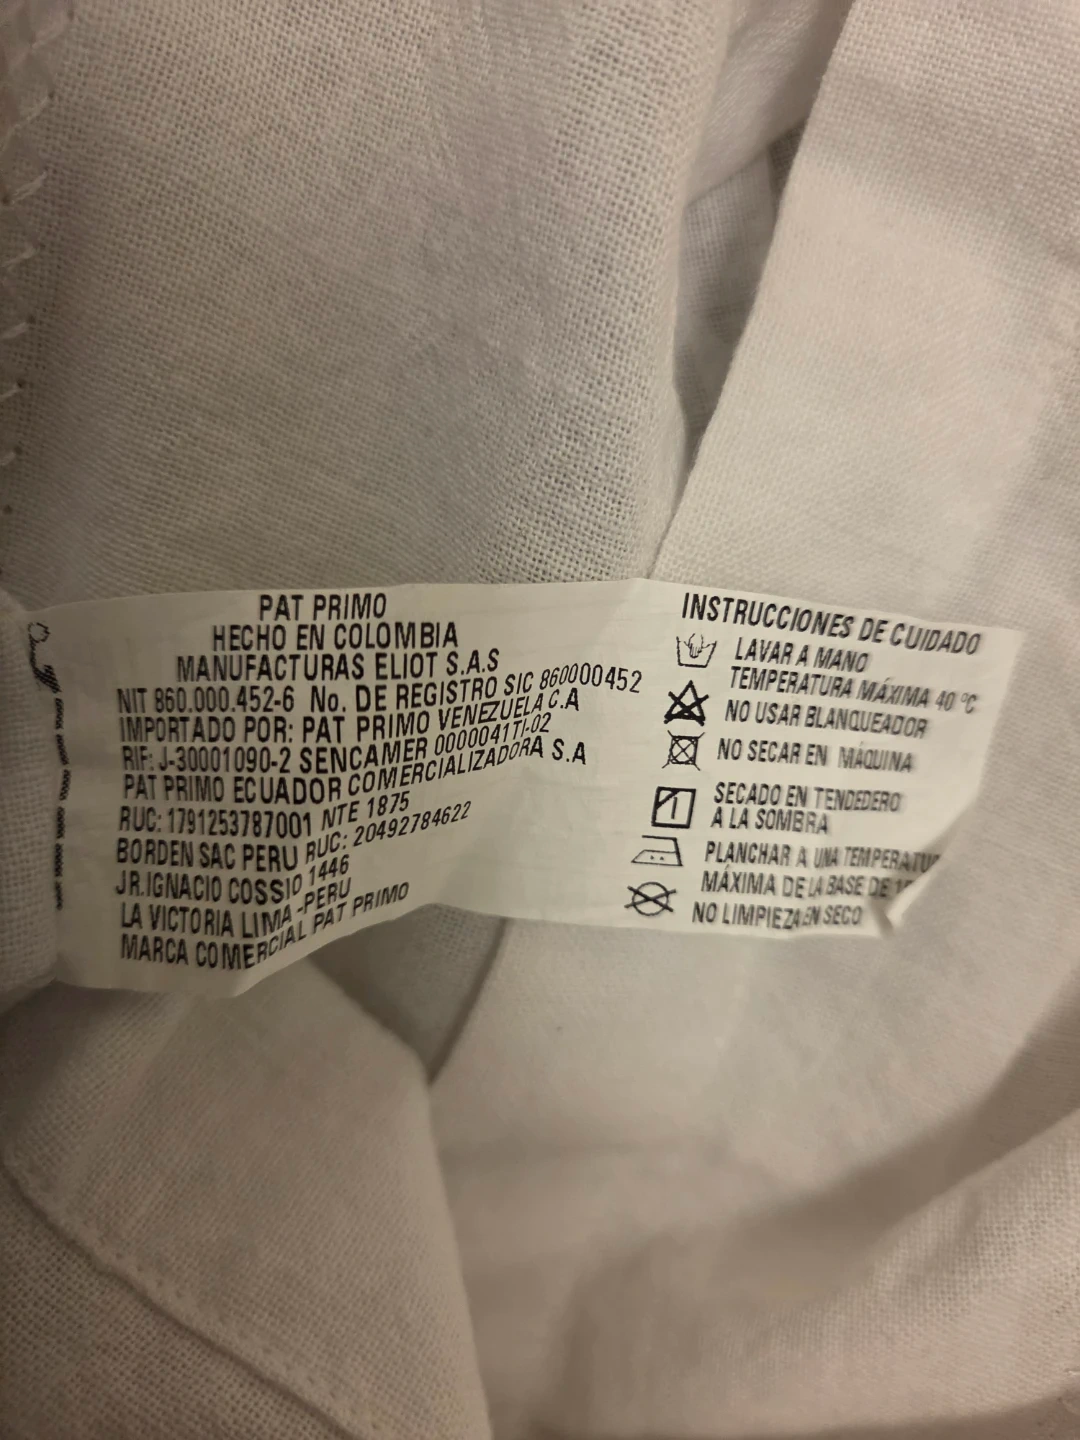 PAT PRIMO
HECHO EN COLOMBIA
MANUFACTURAS ELIOT S.A.S
NIT 860.000.452-6 No. DE REGISTRO SIC 860000452
IMPORTADO POR: PAT PRIMO VENEZUELA C.A
RIF: J-30001090-2 SENCAMER 0000041TI-02
PAT PRIMO ECUADOR COMERCIALIZADORA S.A
RUC: 1791253787001 NTE 1875
BORDEN SAC PERU RUC: 20492784622
JR.IGNACIO COSSIO 1446
LA VICTORIA LIMA -PERU
MARCA COMERCIAL PAT PRIMO
INSTRUCCIONES DE CUIDADO
LAVAR A MANO
TEMPERATURA MÁXIMA 40 °C
NO USAR BLANQUEADOR
NO SECAR EN MÁQUINA
SECADO EN TENDEDERO
A LA SOMBRA
PLANCHAR A UNA
MÁXIMA DE LA BASE DE
NO LIMPIEZA EN SECO